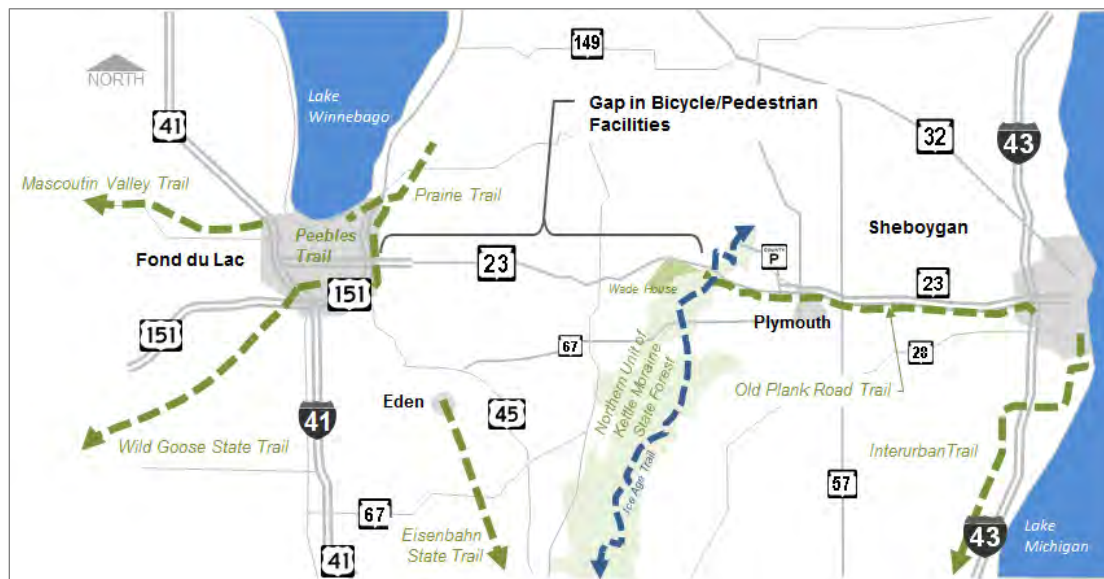 149
NORTH
Lake
Winnebago
Gap in Bicycle/Pedestrian
Facilities
41
32
43
Mascoutin Valley Trail
Prairie Trail
Sheboygan
Peebles
Trail
Fond du Lac
COUNTY
P
23
Wade House
23
151
151
Plymouth
67
28
Northern Unit of
Kettle Moraine
State Forest
Old Plank Road Trail
Eden
45
41
Wild Goose State Trail
Ice Age Trail
InterurbanTrail
57
67
Eisenbahn
State Trail
43
Lake
Michigan
41